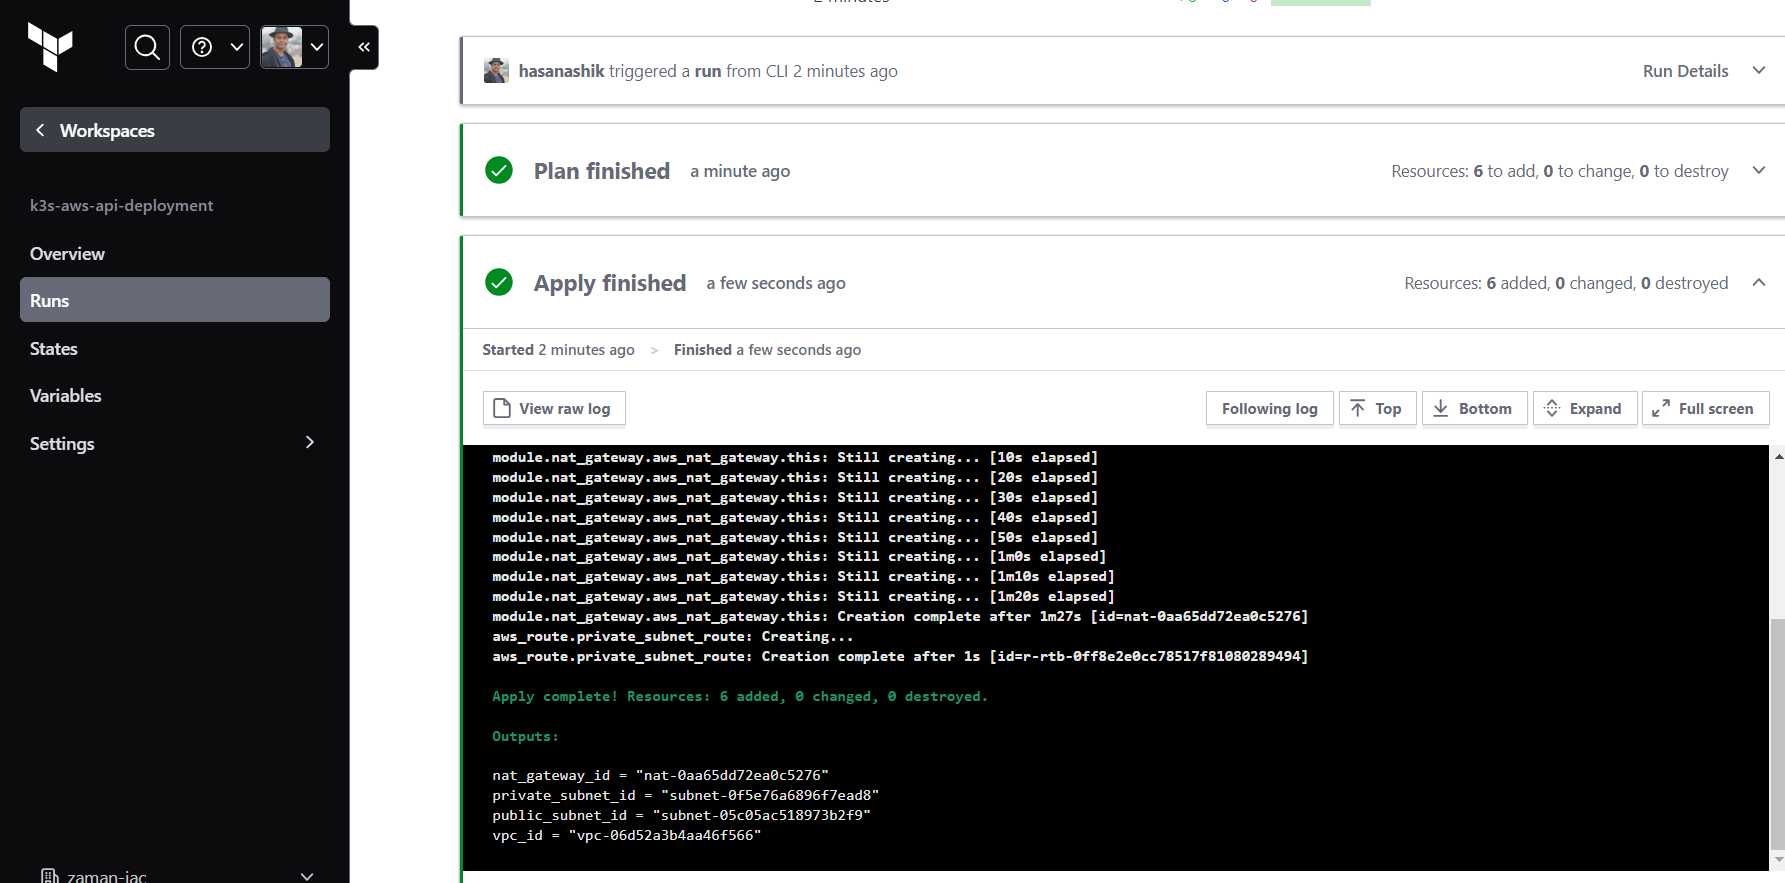 Workspaces
k3s-aws-api-deployment
Overview
Runs
States
Variables
Settings
zaman-iac
2 minutes
hasanashik triggered a run from CLI 2 minutes ago
Run Details
Plan finished a minute ago
Resources: 6 to add, 0 to change, 0 to destroy
Apply finished a few seconds ago
Resources: 6 added, 0 changed, 0 destroyed
Started 2 minutes ago > Finished a few seconds ago
View raw log
Following log
Top
Bottom
Expand
Full screen
module.nat_gateway.aws_nat_gateway.this: Still creating... [10s elapsed]
module.nat_gateway.aws_nat_gateway.this: Still creating... [20s elapsed]
module.nat_gateway.aws_nat_gateway.this: Still creating... [30s elapsed]
module.nat_gateway.aws_nat_gateway.this: Still creating... [40s elapsed]
module.nat_gateway.aws_nat_gateway.this: Still creating... [50s elapsed]
module.nat_gateway.aws_nat_gateway.this: Still creating... [1m0s elapsed]
module.nat_gateway.aws_nat_gateway.this: Still creating... [1m10s elapsed]
module.nat_gateway.aws_nat_gateway.this: Still creating... [1m20s elapsed]
module.nat_gateway.aws_nat_gateway.this: Creation complete after 1m27s [id=nat-0aa65dd72ea0c5276]
aws_route.private_subnet_route: Creating...
aws_route.private_subnet_route: Creation complete after 1s [id=r-rtb-0ff8e2e0cc78517f81080289494]
Apply complete! Resources: 6 added, 0 changed, 0 destroyed.
Outputs:
nat_gateway_id = "nat-0aa65dd72ea0c5276"
private_subnet_id = "subnet-0f5e76a6896f7ead8"
public_subnet_id = "subnet-05c05ac518973b2f9"
vpc_id = "vpc-06d52a3b4aa46f566"